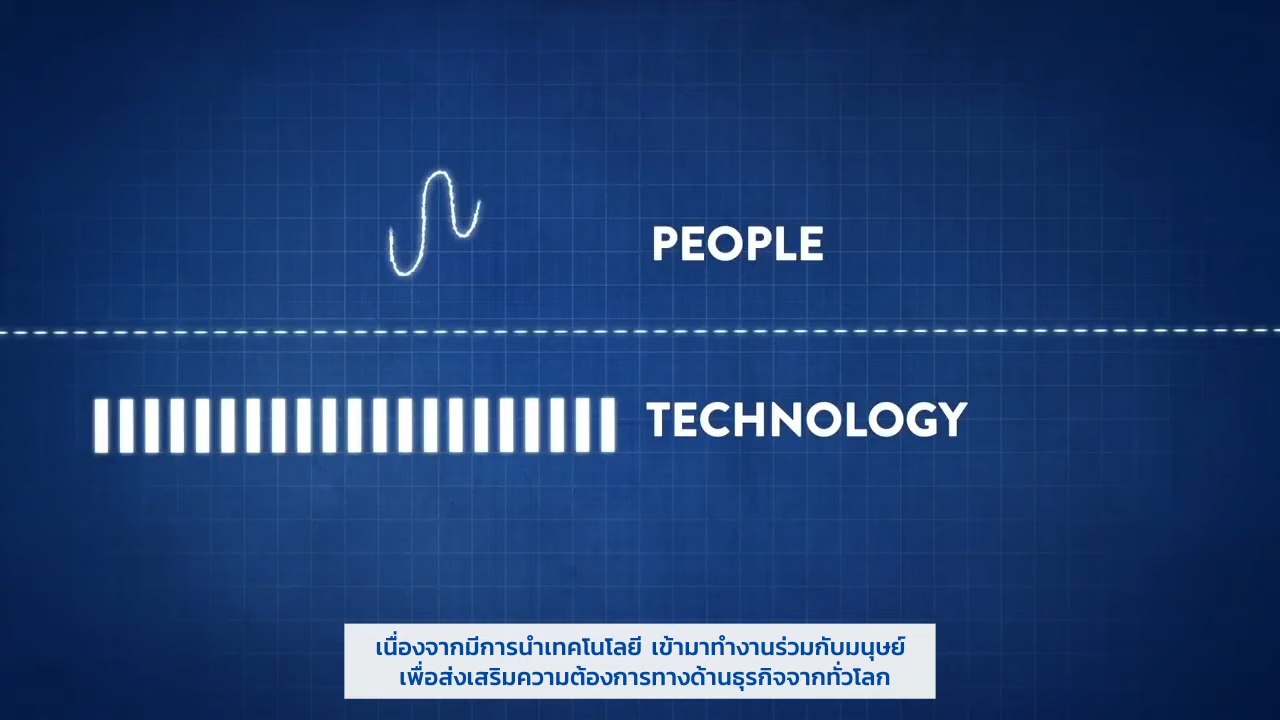 PEOPLE
TECHNOLOGY
เนื่องจากมีการนำเทคโนโลยี เข้ามาทำงานร่วมกับมนุษย์
เพื่อส่งเสริมความต้องการทางด้านธุรกิจจากทั่วโลก